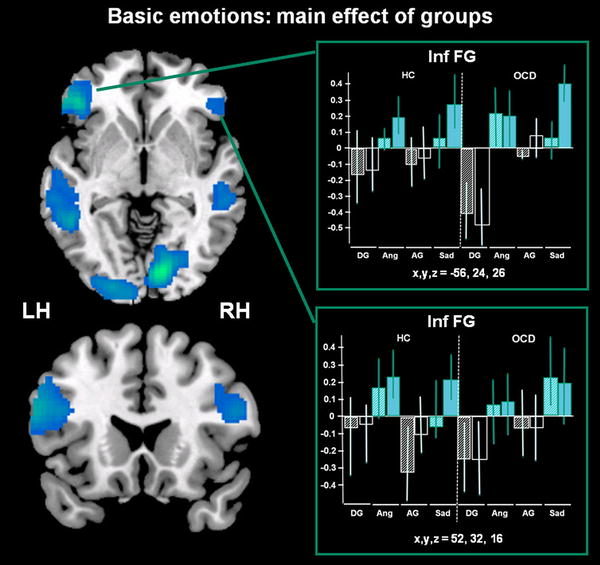 Basic emotions: main effect of groups
Inf FG
HC OCD
0.4
0.3
0.2
0.1
0
-0.1
-0.2
-0.3
-0.4
-0.5
DG Ang AG Sad DG Ang AG Sad
x,y,z = -56, 24, 26
LH RH
Inf FG
HC OCD
0.4
0.3
0.2
0.1
0
-0.1
-0.2
-0.3
-0.4
DG Ang AG Sad DG Ang AG Sad
x,y,z = 52, 32, 16